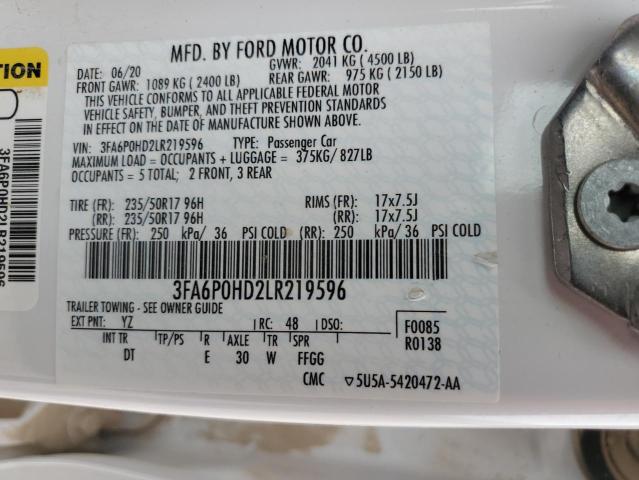 MFD. BY FORD MOTOR CO.
DATE: 06/20 GVWR: 2041 KG ( 4500 LB)
FRONT GAWR: 1089 KG ( 2400 LB) REAR GAWR: 975 KG ( 2150 LB)
THIS VEHICLE CONFORMS TO ALL APPLICABLE FEDERAL MOTOR
VEHICLE SAFETY, BUMPER, AND THEFT PREVENTION STANDARDS
IN EFFECT ON THE DATE OF MANUFACTURE SHOWN ABOVE.
VIN: 3FA6P0HD2LR219596 TYPE: Passenger Car
MAXIMUM LOAD = OCCUPANTS + LUGGAGE = 375KG/ 827LB
OCCUPANTS = 5 TOTAL; 2 FRONT, 3 REAR
TIRE (FR): 235/50R17 96H RIMS (FR): 17x7.5J
(RR): 235/50R17 96H (RR): 17x7.5J
PRESSURE (FR): 250 kPa/ 36 PSI COLD (RR): 250 kPa/ 36 PSI COLD
3FA6P0HD2LR219596
TRAILER TOWING - SEE OWNER GUIDE
EXT PNT: YZ RC: 48 DSO: F0085
INT TR TP/PS R AXLE TR SPR R0138
DT E 30 W FFGG
CMC ▽5U5A-5420472-AA
TION
3FA6P0HD2LR219596